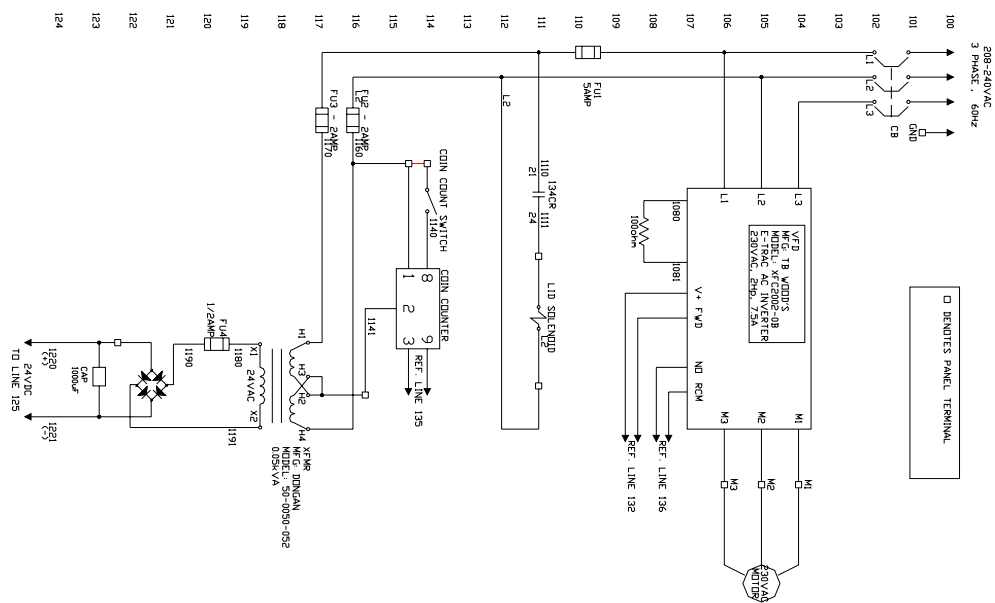 100
101
102
103
104
105
106
107
108
109
110
111
112
113
114
115
116
117
118
119
120
121
122
123
124
208-240VAC
3 PHASE, 60Hz
GND
L1
L2
L3
CB
FU1
5AMP
L2
L2
FU2 - 2AMP
1160
FU3 - 2AMP
1170
L1
L2
L3
VFD
MFG: TB WOOD'S
MODEL: XFC2002-0B
E-TRAC AC INVERTER
230VAC, 2Hp, 7.5A
1080
100ohm
1081
V+
FWD
NO
RCM
M3
M2
M1
REF. LINE 132
REF. LINE 136
M3
M2
M1
230VAC
MOTOR
□ DENOTES PANEL TERMINAL
1110
21
134CR
1111
24
LID SOLENOID
L2
COIN COUNT SWITCH
1140
COIN COUNTER
8
1
2
9
3
1141
REF. LINE 135
H1
H3
H2
H4
XFMR
MFG: DONGAN
MODEL: 50-0050-052
0.05KVA
X1
24VAC
X2
FU4
1/2AMP
1180
1190
1191
CAP
1000uF
1220
(+)
1221
(-)
24VDC
TO LINE 125